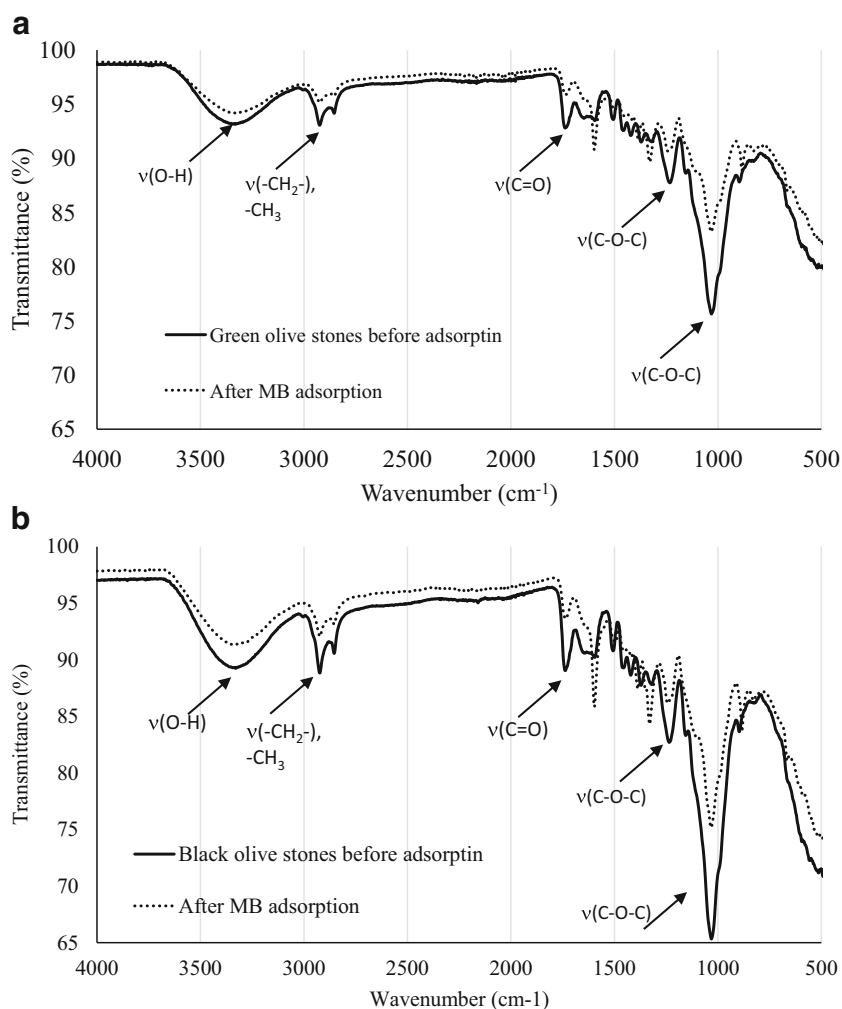 a
100
95
90
85
80
75
70
65
Transmittance (%)
ν(O-H)
ν(-CH₂-),
-CH₃
ν(C=O)
ν(C-O-C)
ν(C-O-C)
Green olive stones before adsorptin
After MB adsorption
4000 3500 3000 2500 2000 1500 1000 500
Wavenumber (cm⁻¹)
b
100
95
90
85
80
75
70
65
Transmittance (%)
ν(O-H)
ν(-CH₂-),
-CH₃
ν(C=O)
ν(C-O-C)
ν(C-O-C)
Black olive stones before adsorptin
After MB adsorption
4000 3500 3000 2500 2000 1500 1000 500
Wavenumber (cm-1)